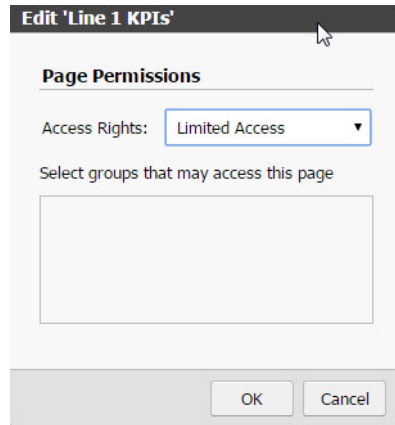 Edit 'Line 1 KPIs'
Page Permissions
Access Rights: Limited Access
Select groups that may access this page
OK Cancel